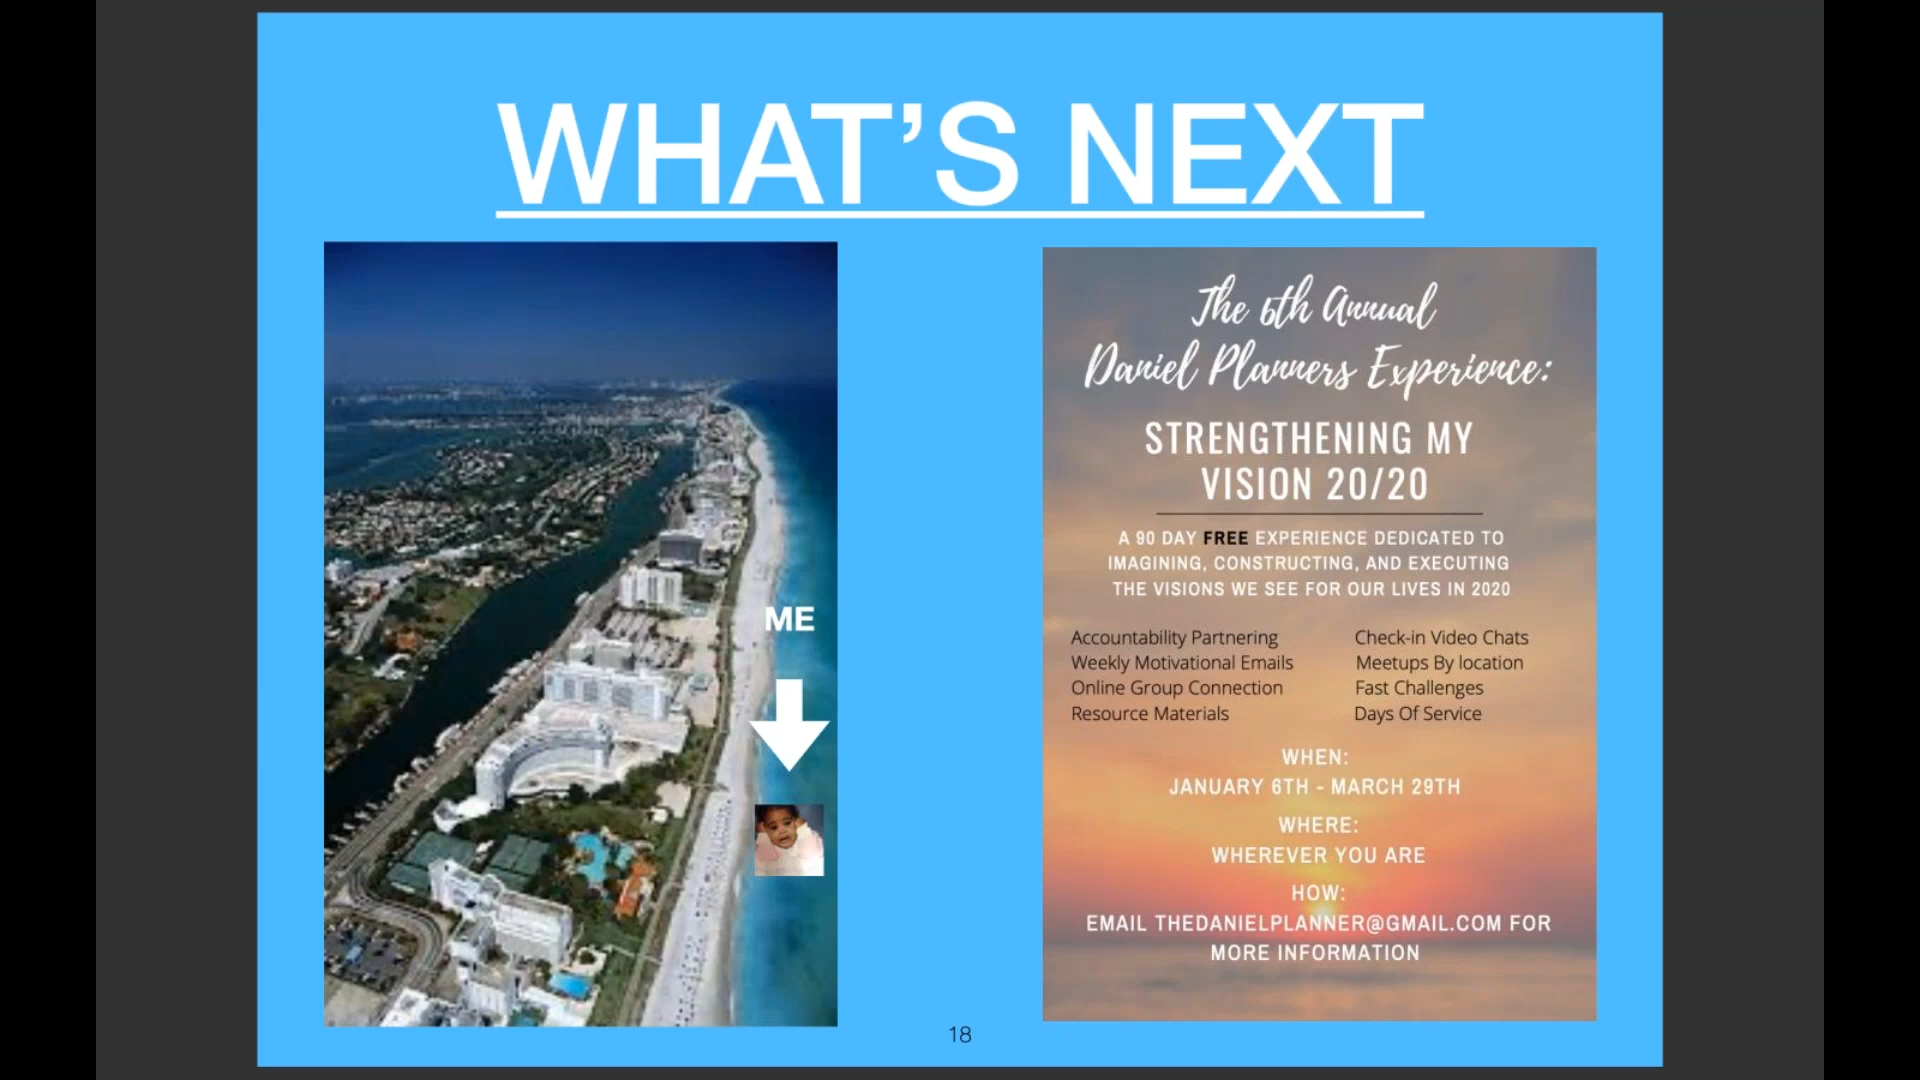 WHAT'S NEXT
ME
The 6th Annual
Daniel Planners Experience:
STRENGTHENING MY
VISION 20/20
A 90 DAY FREE EXPERIENCE DEDICATED TO
IMAGINING, CONSTRUCTING, AND EXECUTING
THE VISIONS WE SEE FOR OUR LIVES IN 2020
Accountability Partnering
Weekly Motivational Emails
Online Group Connection
Resource Materials
Check-in Video Chats
Meetups By location
Fast Challenges
Days Of Service
WHEN:
JANUARY 6TH - MARCH 29TH
WHERE:
WHEREVER YOU ARE
HOW:
EMAIL THEDANIELPLANNER@GMAIL.COM FOR
MORE INFORMATION
18